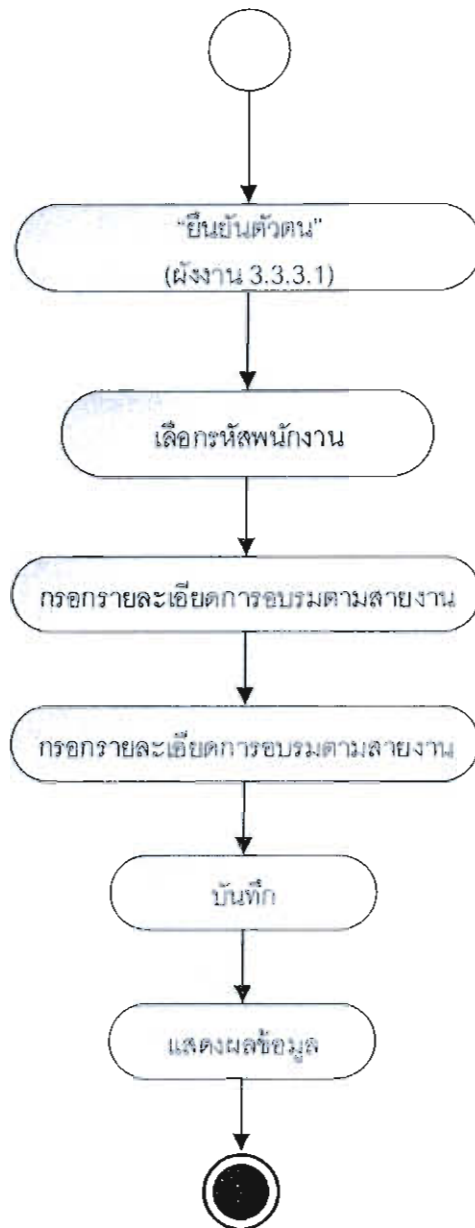 “ยืนยันตัวตน”
(ผังงาน 3.3.3.1)
เลือกรหัสพนักงาน
กรอกรายละเอียดการอบรมตามสายงาน
กรอกรายละเอียดการอบรมตามสายงาน
บันทึก
แสดงผลข้อมูล